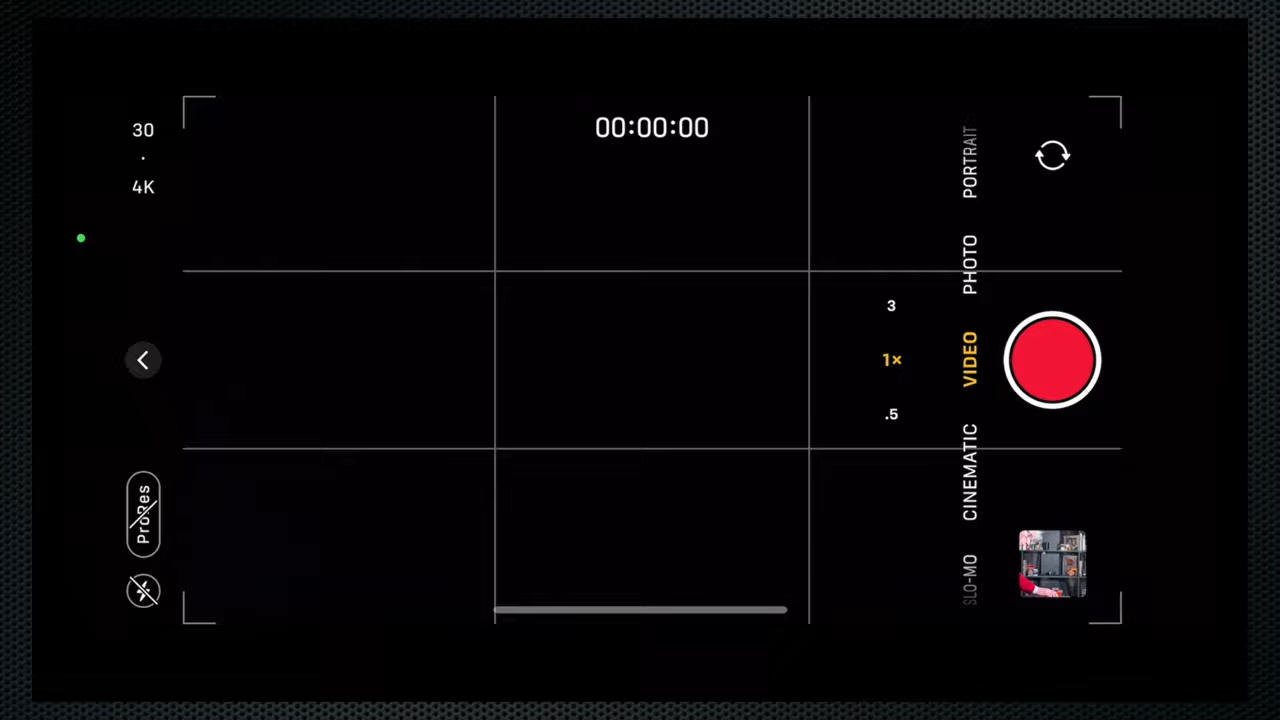 30
·
4K
00:00:00
PORTRAIT
PHOTO
VIDEO
CINEMATIC
SLO-MO
3
1×
.5
ProRes